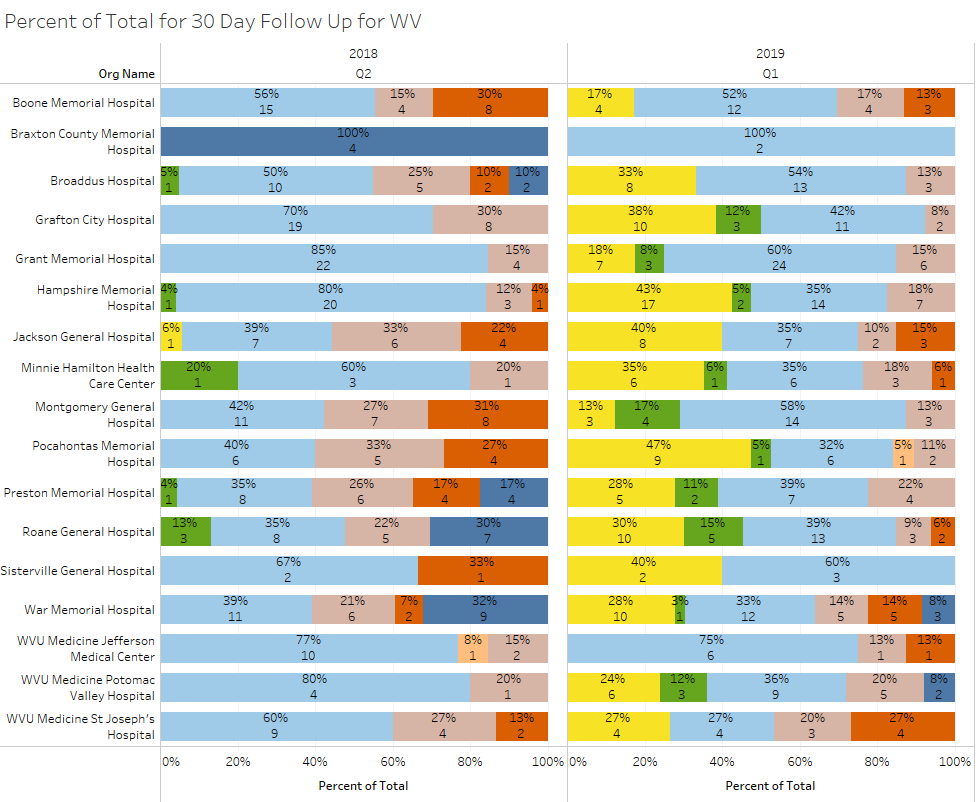 Percent of Total for 30 Day Follow Up for WV
2018 2019
Org Name Q2 Q1
56% 15% 30% 17% 52% 17% 13%
Boone Memorial Hospital
15 4 8 4 12 4 3
Braxton County Memorial
Hospital
100% 100%
4 2
5% 50% 25% 10% 10% 33% 54% 13%
Broaddus Hospital
1 10 5 2 2 8 13 3
70% 30% 38% 12% 42% 8%
Grafton City Hospital
19 8 10 3 11 2
85% 15% 18% 8% 60% 15%
Grant Memorial Hospital
22 4 7 3 24 6
Hampshire Memorial
Hospital
4% 80% 12% 4% 43% 5% 35% 18%
1 20 3 1 17 2 14 7
6% 39% 33% 22% 40% 35% 10% 15%
Jackson General Hospital
1 7 6 4 8 7 2 3
Minnie Hamilton Health
Care Center
20% 60% 20% 35% 6% 35% 18% 6%
1 3 1 6 1 6 3 1
Montgomery General
Hospital
42% 27% 31% 13% 17% 58% 13%
11 7 8 3 4 14 3
Pocahontas Memorial
Hospital
40% 33% 27% 47% 5% 32% 5% 11%
6 5 4 9 1 6 1 2
4% 35% 26% 17% 17% 28% 11% 39% 22%
Preston Memorial Hospital
1 8 6 4 4 5 2 7 4
13% 35% 22% 30% 30% 15% 39% 9% 6%
Roane General Hospital
3 8 5 7 10 5 13 3 2
67% 33% 40% 60%
Sisterville General Hospital
2 1 2 3
39% 21% 7% 32% 28% 3% 33% 14% 14% 8%
War Memorial Hospital
11 6 2 9 10 1 12 5 5 3
WVU Medicine Jefferson
Medical Center
77% 8% 15% 75% 13% 13%
10 1 2 6 1 1
WVU Medicine Potomac
Valley Hospital
80% 20% 24% 12% 36% 20% 8%
4 1 6 3 9 5 2
WVU Medicine St Joseph's
Hospital
60% 27% 13% 27% 27% 20% 27%
9 4 2 4 4 3 4
0% 20% 40% 60% 80% 100% 0% 20% 40% 60% 80% 100%
Percent of Total Percent of Total